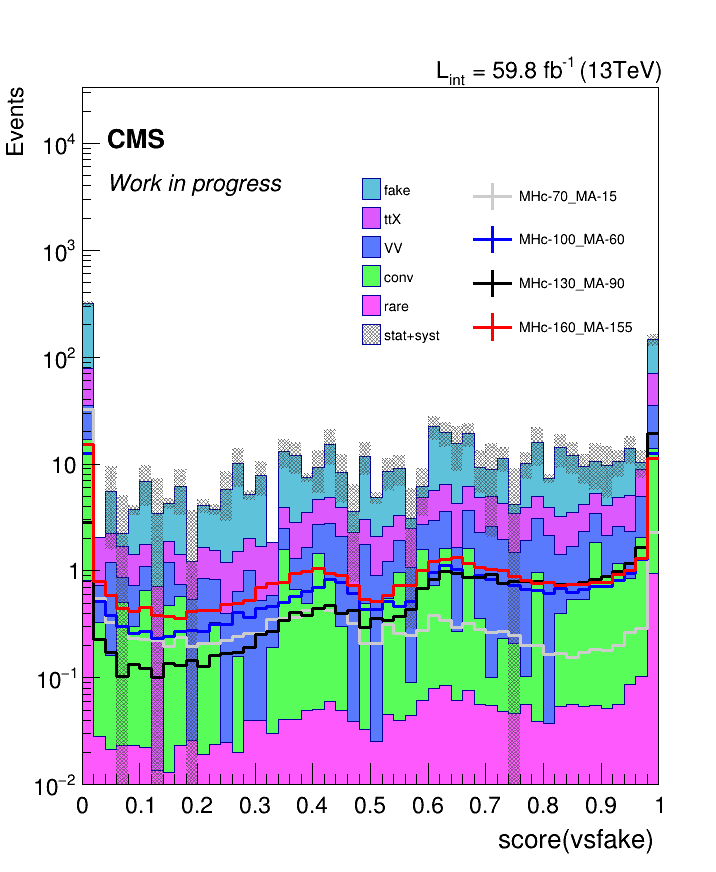 L_int = 59.8 fb^-1 (13TeV)
Events
CMS
Work in progress
fake
ttX
VV
conv
rare
stat+syst
MHc-70_MA-15
MHc-100_MA-60
MHc-130_MA-90
MHc-160_MA-155
10^4
10^3
10^2
10
1
10^−1
10^−2
0 0.1 0.2 0.3 0.4 0.5 0.6 0.7 0.8 0.9 1
score(vsfake)